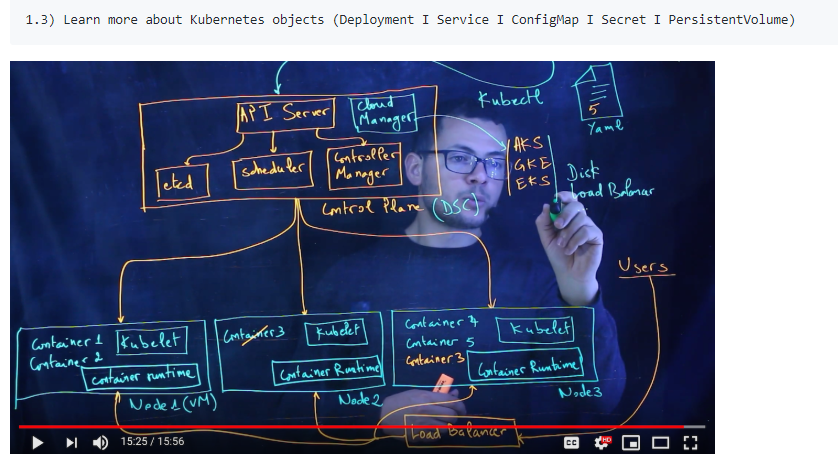 1.3) Learn more about Kubernetes objects (Deployment I Service I ConfigMap I Secret I PersistentVolume)
Kubectl
5
Yaml
API Server
Cloud
Manager
etcd
scheduler
Controller
Manager
AKS
GKE
EKS
Disk
Load Balancer
Control Plane (DSC)
Users
Container 1
Container 2
Kubelet
container runtime
Node 1 (VM)
Container 3
Kubelet
Container Runtime
Node 2
Container 4
Container 5
Container 3
Kubelet
Container Runtime
Node 3
Load Balancer
15:25 / 15:56
CC
HD